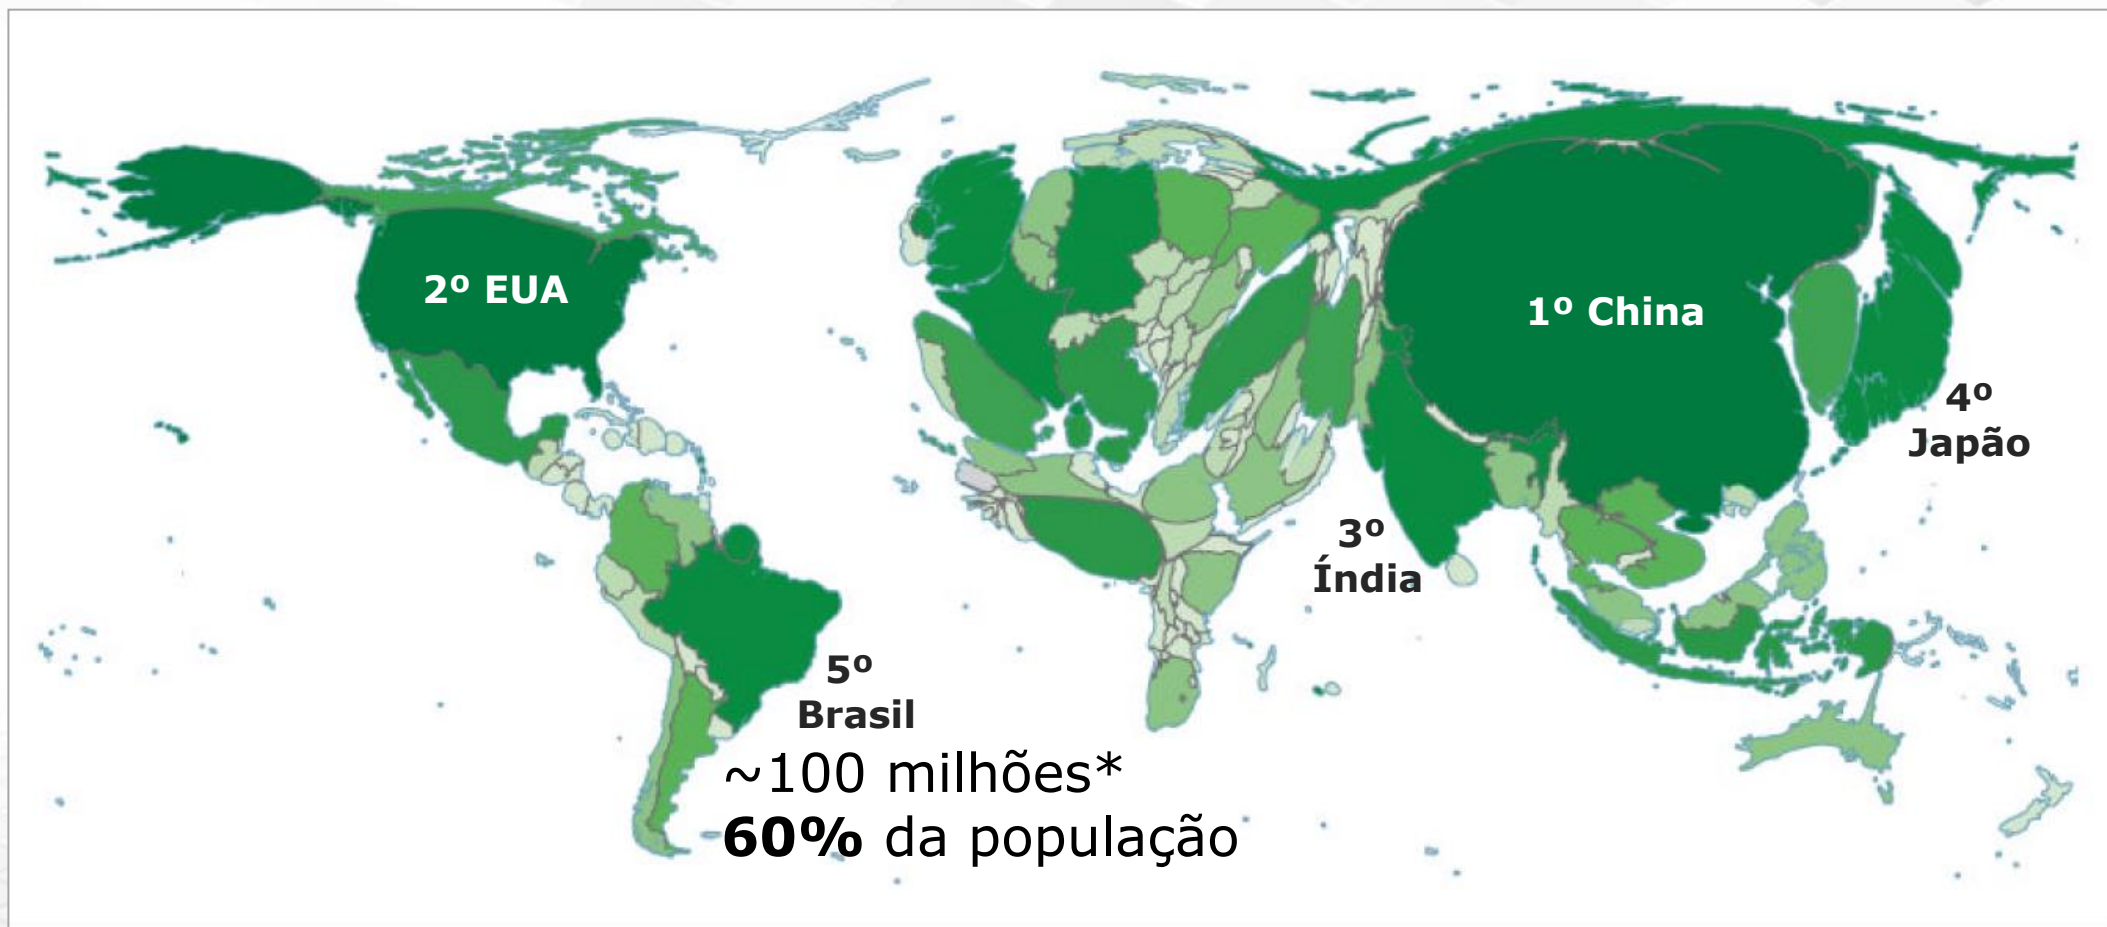 2º EUA
1º China
4º
Japão
3º
Índia
5º
Brasil
~100 milhões*
60% da população